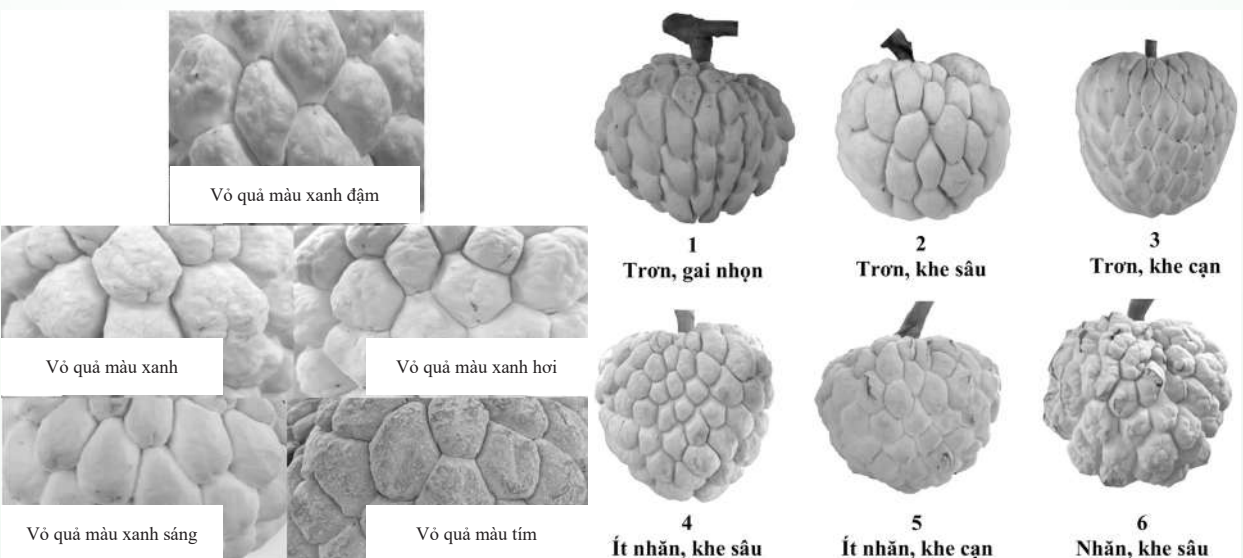 Vỏ quả màu xanh đậm
Vỏ quả màu xanh
Vỏ quả màu xanh hơi
Vỏ quả màu xanh sáng
Vỏ quả màu tím
1
Trơn, gai nhọn
2
Trơn, khe sâu
3
Trơn, khe cạn
4
Ít nhăn, khe sâu
5
Ít nhăn, khe cạn
6
Nhăn, khe sâu